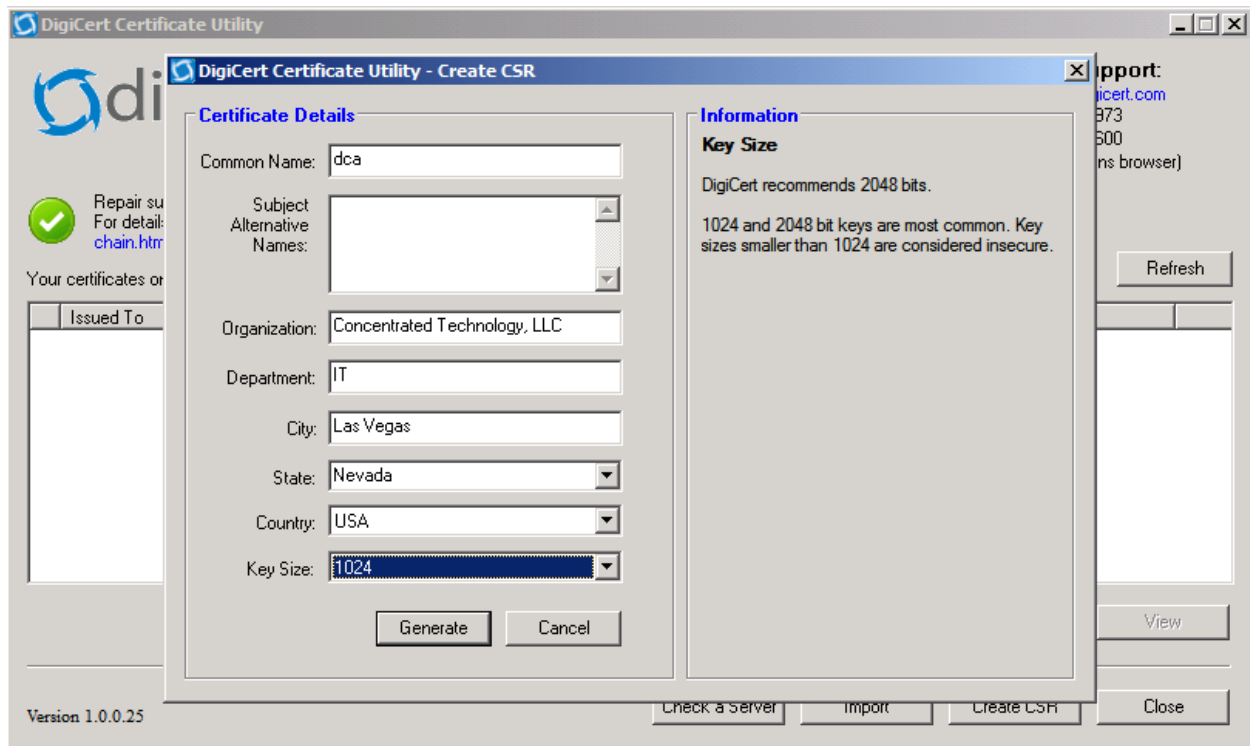 DigiCert Certificate Utility
DigiCert Certificate Utility - Create CSR
di
pport:
icert.com
973
600
ns browser)
Repair su
For detail
chain.htm
Your certificates or
Refresh
Issued To
Certificate Details
Common Name: dca
Subject
Alternative
Names:
Organization: Concentrated Technology, LLC
Department: IT
City: Las Vegas
State: Nevada
Country: USA
Key Size: 1024
Generate Cancel
Information
Key Size
DigiCert recommends 2048 bits.
1024 and 2048 bit keys are most common. Key
sizes smaller than 1024 are considered insecure.
View
Version 1.0.0.25
Check a Server Import Create CSR Close